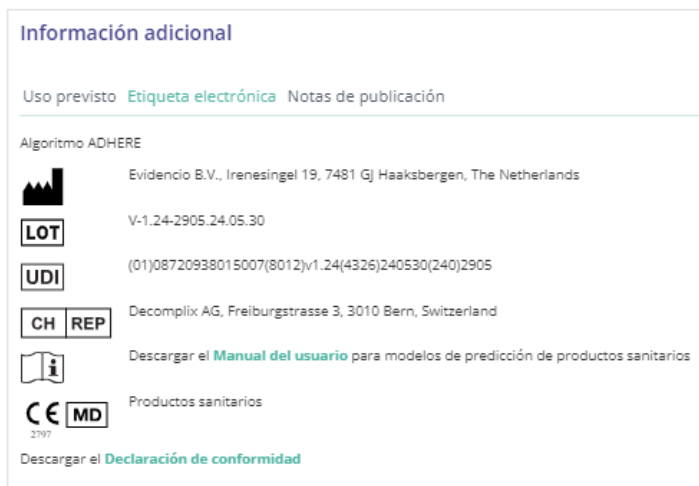 Información adicional
Uso previsto Etiqueta electrónica Notas de publicación
Algoritmo ADHERE
Evidencio B.V., Irenesingel 19, 7481 GJ Haaksbergen, The Netherlands
LOT V-1.24-2905.24.05.30
UDI (01)08720938015007(8012)v1.24(4326)240530(240)2905
CH REP Decomplix AG, Freiburgstrasse 3, 3010 Bern, Switzerland
i Descargar el Manual del usuario para modelos de predicción de productos sanitarios
CE MD Productos sanitarios
2797
Descargar el Declaración de conformidad